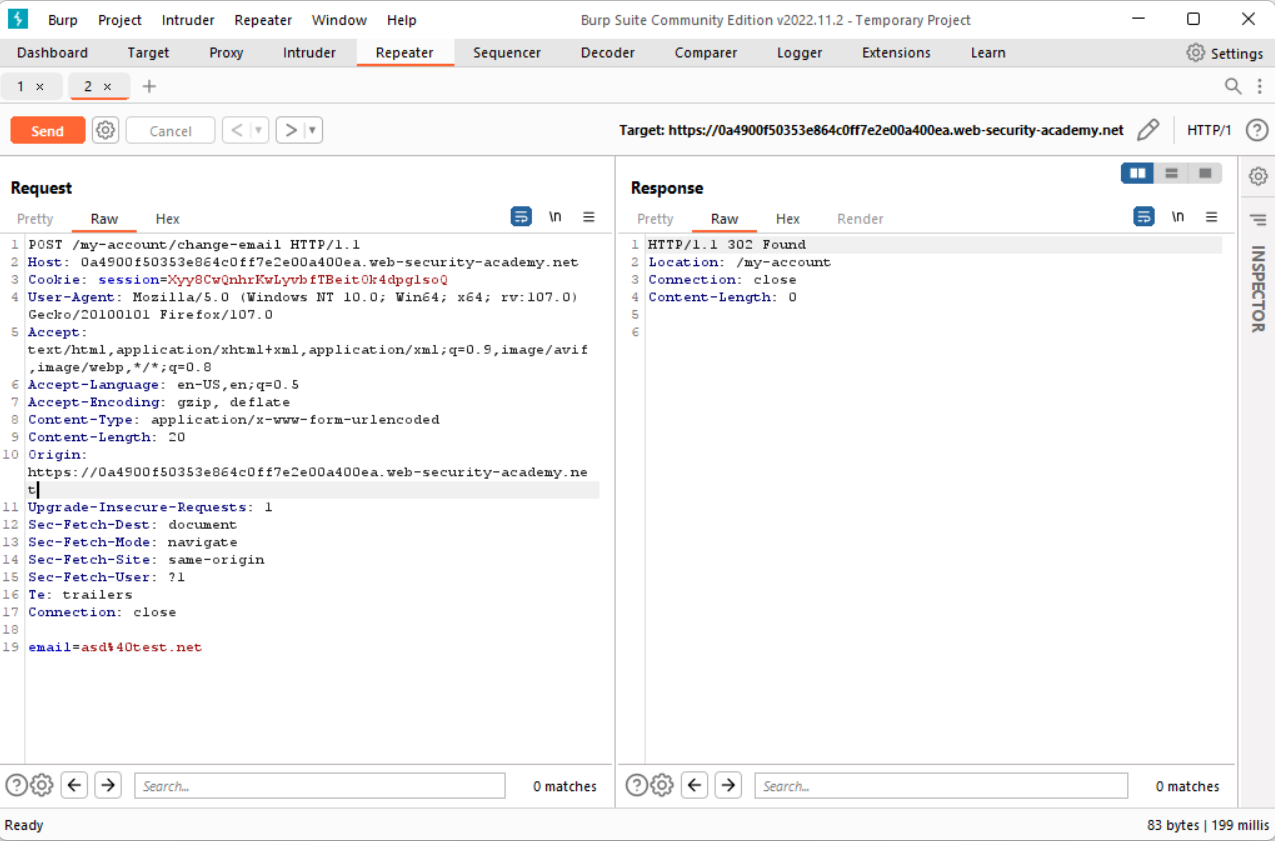 Burp Project Intruder Repeater Window Help Burp Suite Community Edition v2022.11.2 - Temporary Project
Dashboard Target Proxy Intruder Repeater Sequencer Decoder Comparer Logger Extensions Learn Settings
1 × 2 × +
Send Cancel < ▼ > ▼ Target: https://0a4900f50353e864c0ff7e2e00a400ea.web-security-academy.net HTTP/1 ?
Request
Pretty Raw Hex \n ≡
1 POST /my-account/change-email HTTP/1.1
2 Host: 0a4900f50353e864c0ff7e2e00a400ea.web-security-academy.net
3 Cookie: session=Xyy8CwQnhrKwLyvbfTBeitOk4dpglsoQ
4 User-Agent: Mozilla/5.0 (Windows NT 10.0; Win64; x64; rv:107.0)
Gecko/20100101 Firefox/107.0
5 Accept:
text/html,application/xhtml+xml,application/xml;q=0.9,image/avif
,image/webp,*/*;q=0.8
6 Accept-Language: en-US,en;q=0.5
7 Accept-Encoding: gzip, deflate
8 Content-Type: application/x-www-form-urlencoded
9 Content-Length: 20
10 Origin:
https://0a4900f50353e864c0ff7e2e00a400ea.web-security-academy.ne
t
11 Upgrade-Insecure-Requests: 1
12 Sec-Fetch-Dest: document
13 Sec-Fetch-Mode: navigate
14 Sec-Fetch-Site: same-origin
15 Sec-Fetch-User: ?1
16 Te: trailers
17 Connection: close
18
19 email=asd%40test.net
Search... 0 matches
Response
Pretty Raw Hex Render \n ≡
1 HTTP/1.1 302 Found
2 Location: /my-account
3 Connection: close
4 Content-Length: 0
5
6
Search... 0 matches
INSPECTOR
Ready 83 bytes | 199 millis